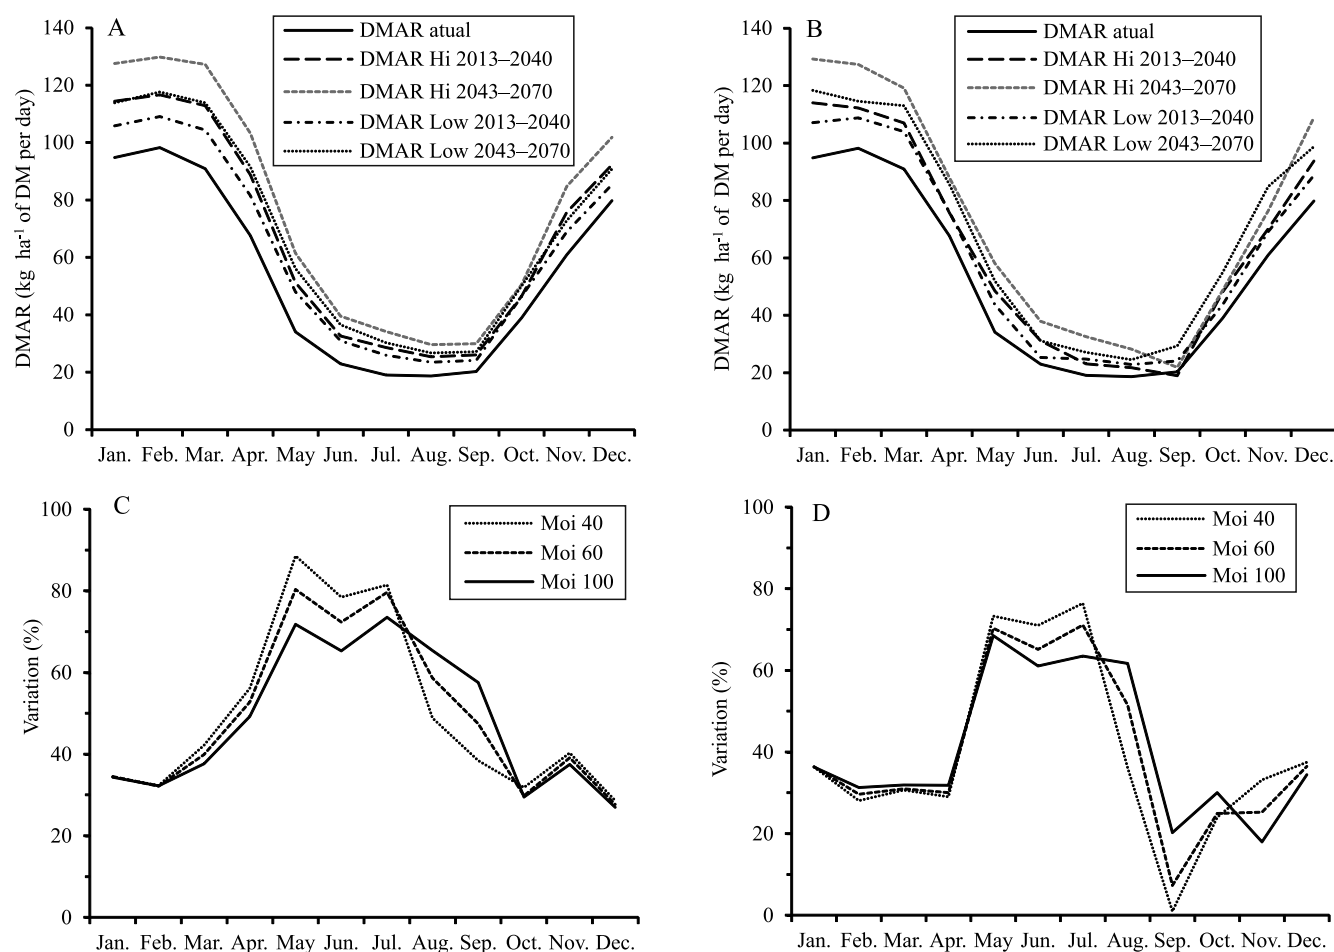 A
DMAR (kg ha-1 of DM per day)
140
120
100
80
60
40
20
0
DMAR atual
DMAR Hi 2013–2040
DMAR Hi 2043–2070
DMAR Low 2013–2040
DMAR Low 2043–2070
Jan. Feb. Mar. Apr. May Jun. Jul. Aug. Sep. Oct. Nov. Dec.
B
DMAR (kg ha-1 of DM per day)
140
120
100
80
60
40
20
0
DMAR atual
DMAR Hi 2013–2040
DMAR Hi 2043–2070
DMAR Low 2013–2040
DMAR Low 2043–2070
Jan. Feb. Mar. Apr. May Jun. Jul. Aug. Sep. Oct. Nov. Dec.
C
Variation (%)
100
80
60
40
20
0
Moi 40
Moi 60
Moi 100
Jan. Feb. Mar. Apr. May Jun. Jul. Aug. Sep. Oct. Nov. Dec.
D
Variation (%)
100
80
60
40
20
0
Moi 40
Moi 60
Moi 100
Jan. Feb. Mar. Apr. May Jun. Jul. Aug. Sep. Oct. Nov. Dec.